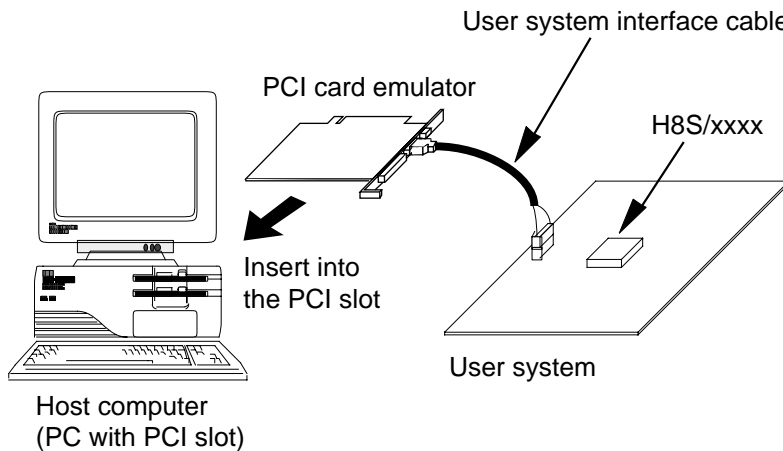 User system interface cable
PCI card emulator
H8S/xxxx
Insert into
the PCI slot
User system
Host computer
(PC with PCI slot)